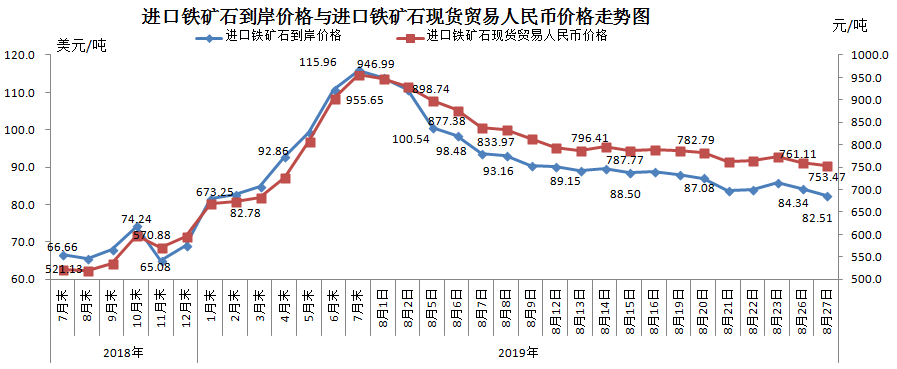 进口铁矿石到岸价格与进口铁矿石现货贸易人民币价格走势图
美元/吨
元/吨
进口铁矿石到岸价格
进口铁矿石现货贸易人民币价格
120.0
110.0
100.0
90.0
80.0
70.0
60.0
1000.0
950.0
900.0
850.0
800.0
750.0
700.0
650.0
600.0
550.0
500.0
66.66
74.24
65.08
82.78
92.86
115.96
100.54
98.48
93.16
89.15
88.50
87.08
84.34
82.51
521.13
570.88
673.25
955.65
946.99
898.74
877.38
833.97
796.41
787.77
782.79
761.11
753.47
7月末
8月末
9月末
10月末
11月末
12月末
1月末
2月末
3月末
4月末
5月末
6月末
7月末
8月1日
8月2日
8月5日
8月6日
8月7日
8月8日
8月9日
8月12日
8月13日
8月14日
8月15日
8月16日
8月19日
8月20日
8月21日
8月22日
8月23日
8月26日
8月27日
2018年
2019年